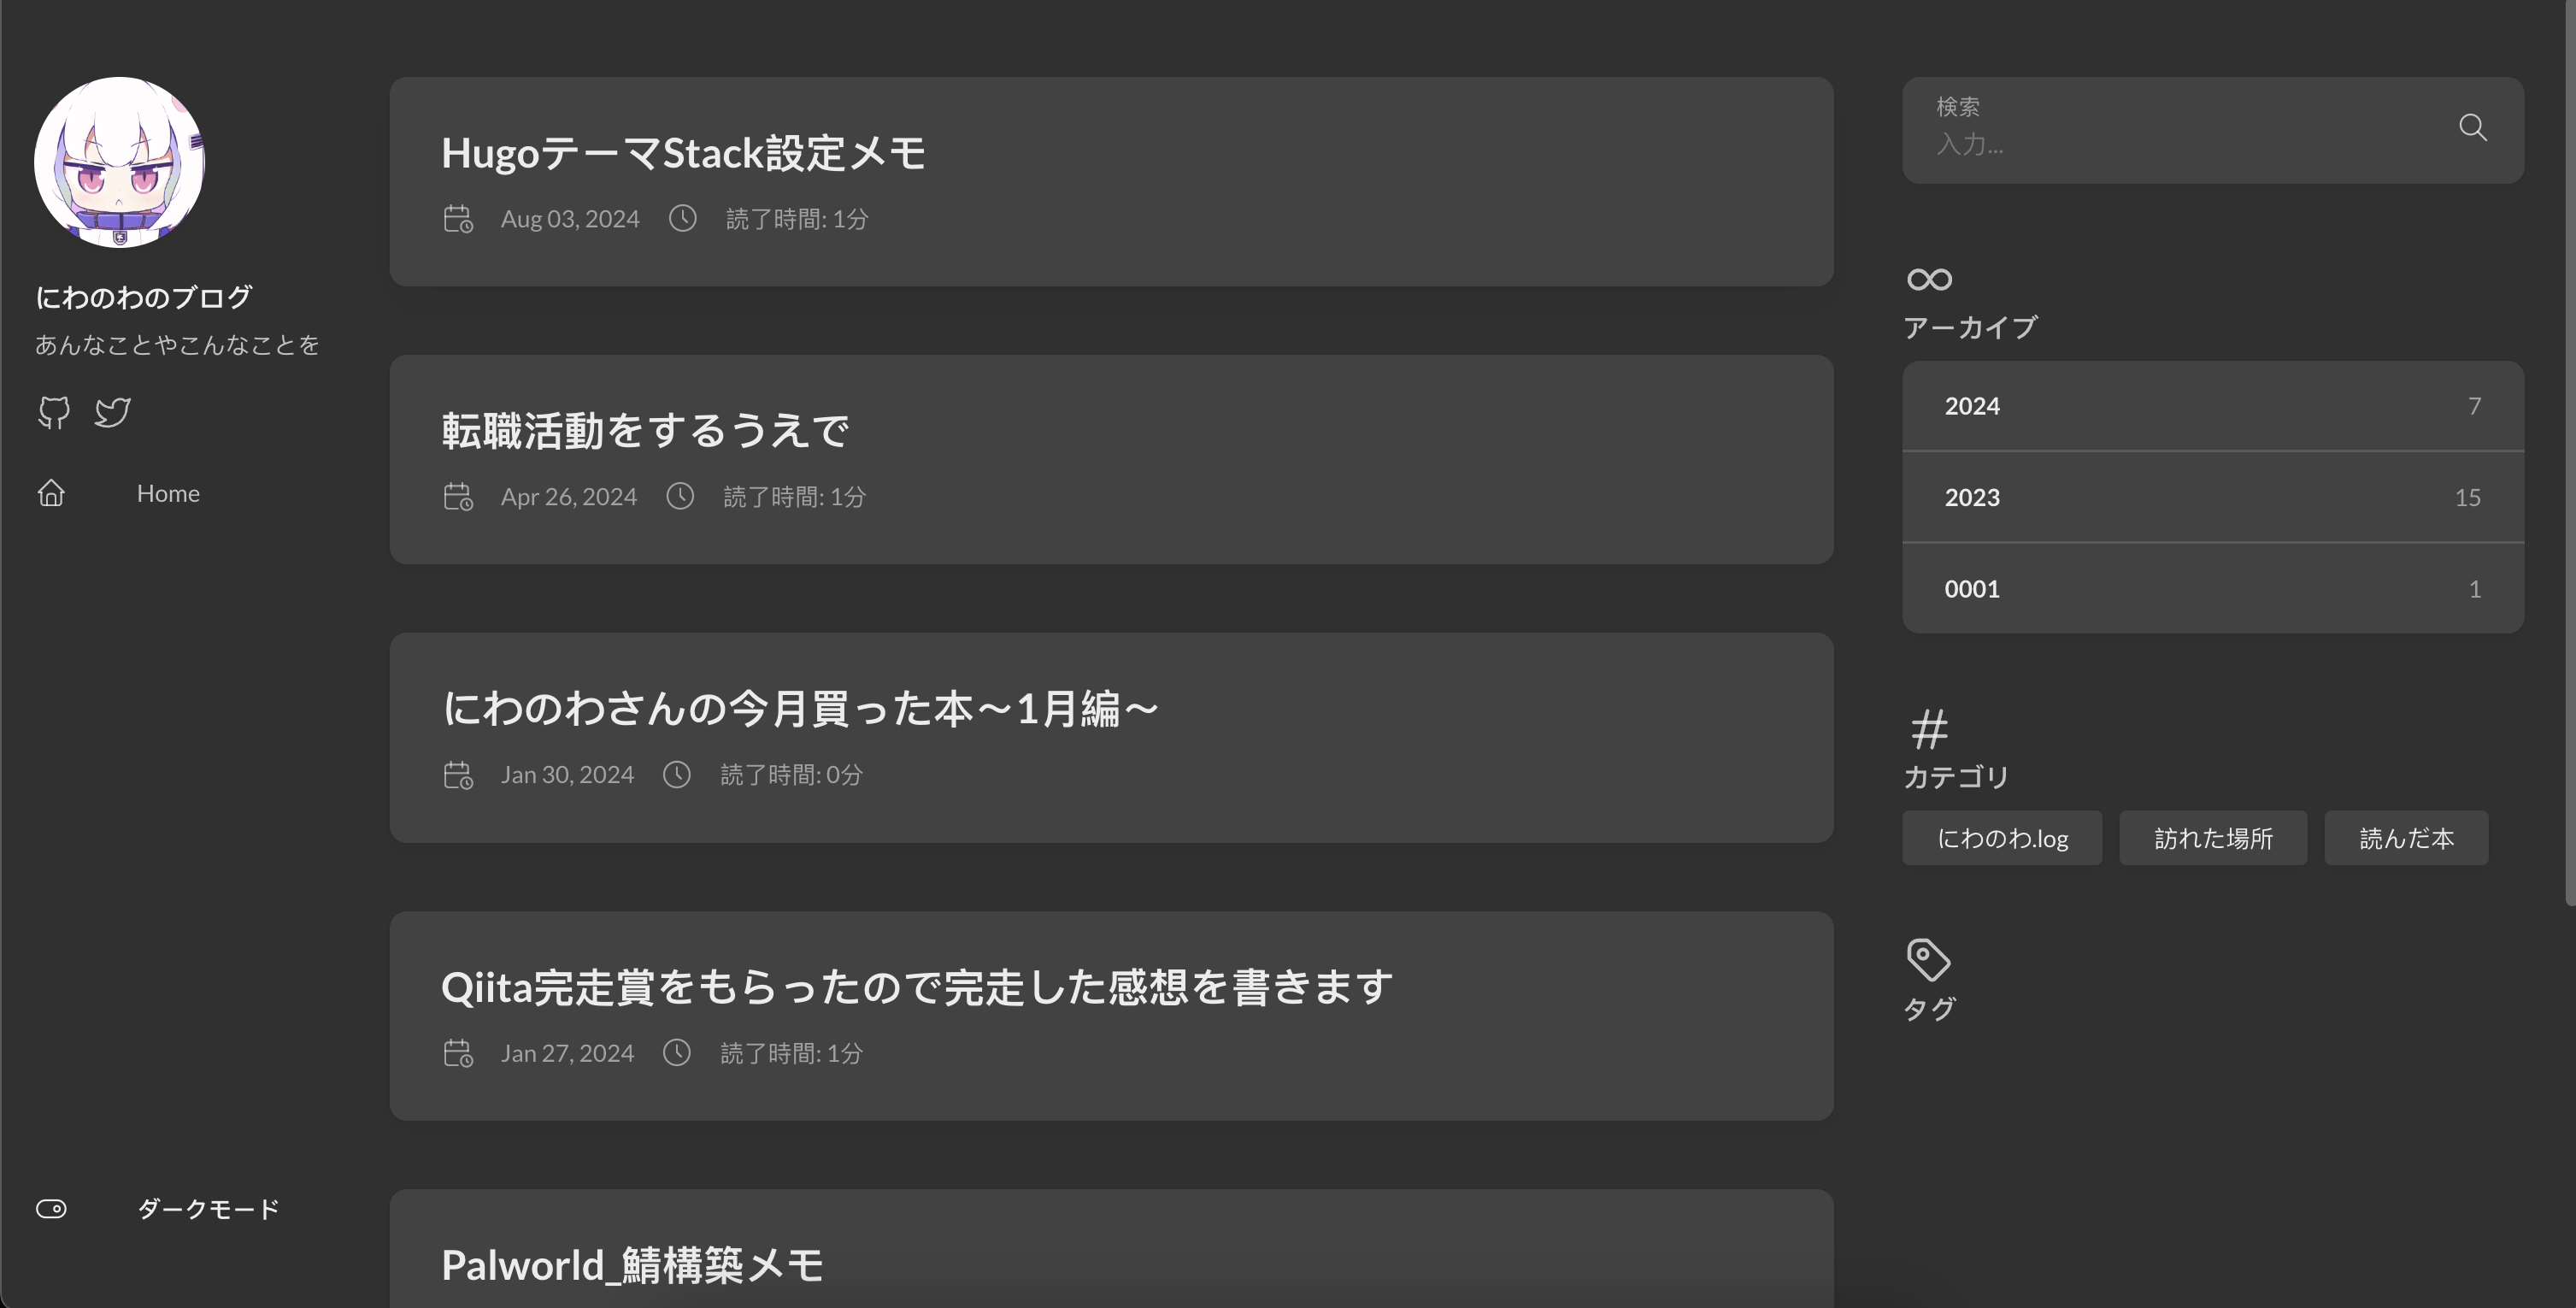 にわのわのブログ
あんなことやこんなことを
Home
ダークモード
HugoテーマStack設定メモ
Aug 03, 2024 読了時間: 1分
転職活動をするうえで
Apr 26, 2024 読了時間: 1分
にわのわさんの今月買った本〜1月編〜
Jan 30, 2024 読了時間: 0分
Qiita完走賞をもらったので完走した感想を書きます
Jan 27, 2024 読了時間: 1分
Palworld_鯖構築メモ
検索
入力...
アーカイブ
2024 7
2023 15
0001 1
カテゴリ
にわのわ.log 訪れた場所 読んだ本
タグ